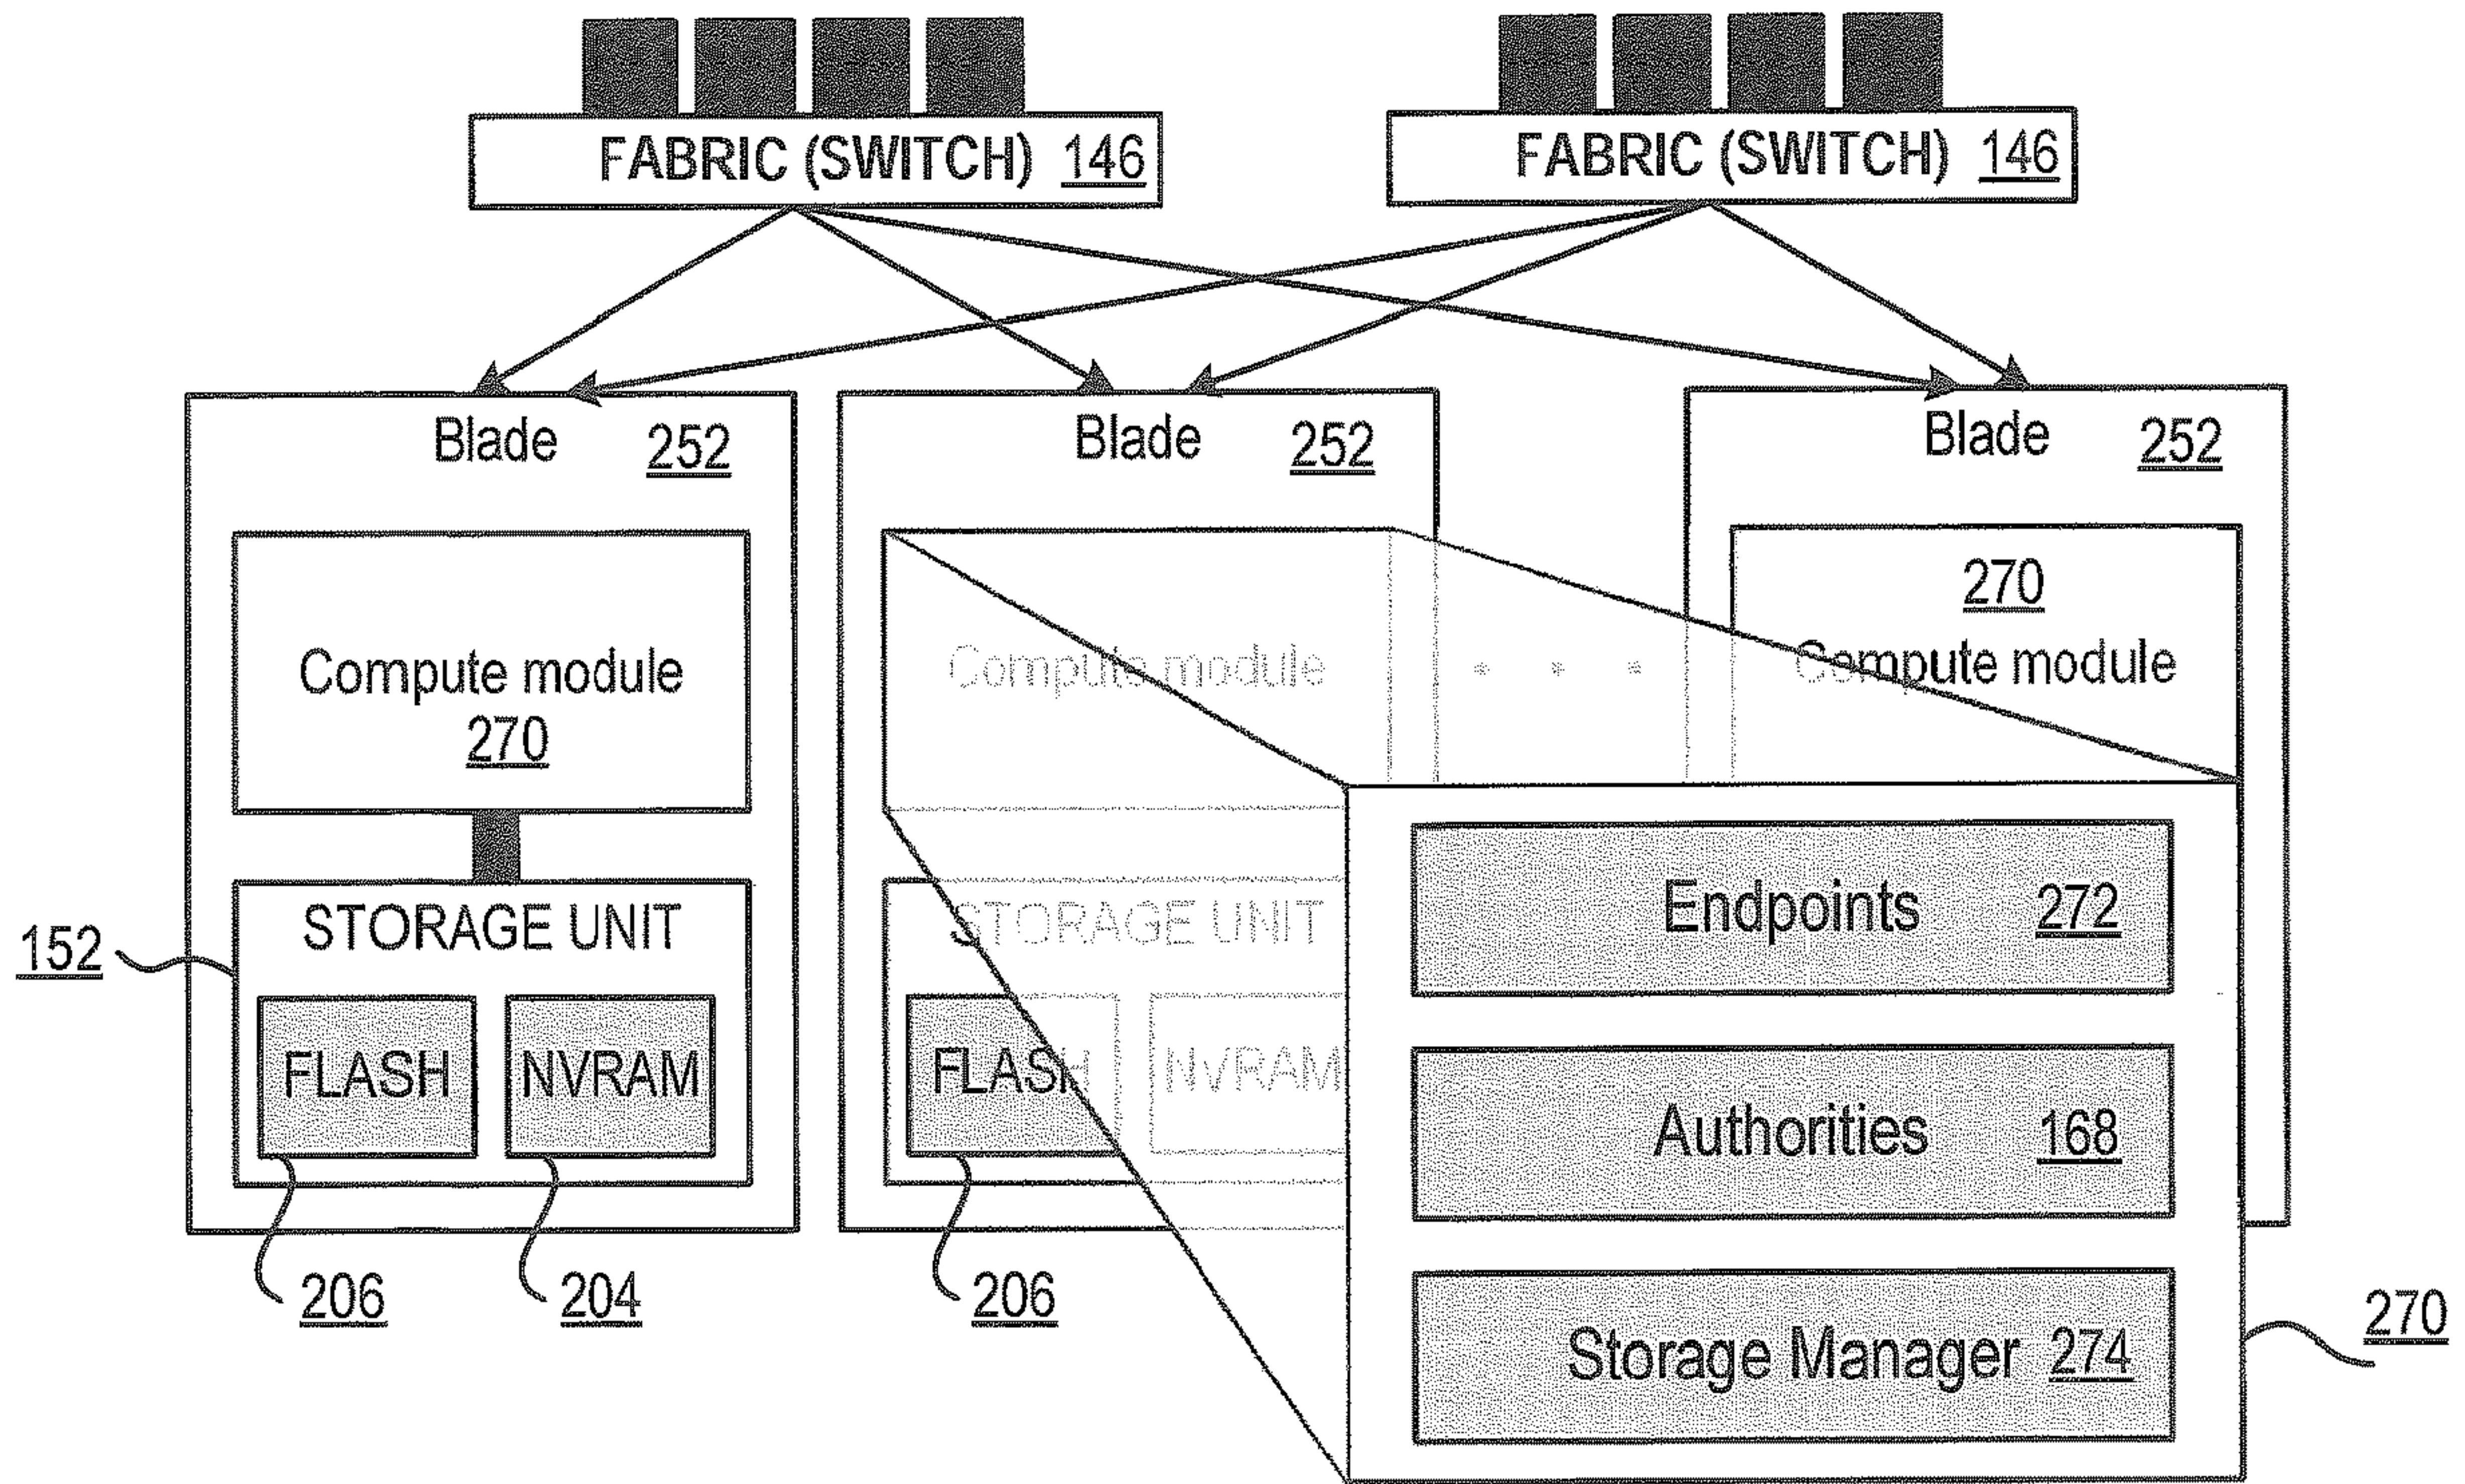 FABRIC (SWITCH) 146
FABRIC (SWITCH) 146
Blade 252
Blade 252
Blade 252
Compute module
270
Compute module
270
Compute module
STORAGE UNIT
152
FLASH
NVRAM
STORAGE UNIT
FLASH
NVRAM
206
204
206
Endpoints 272
Authorities 168
Storage Manager 274
270